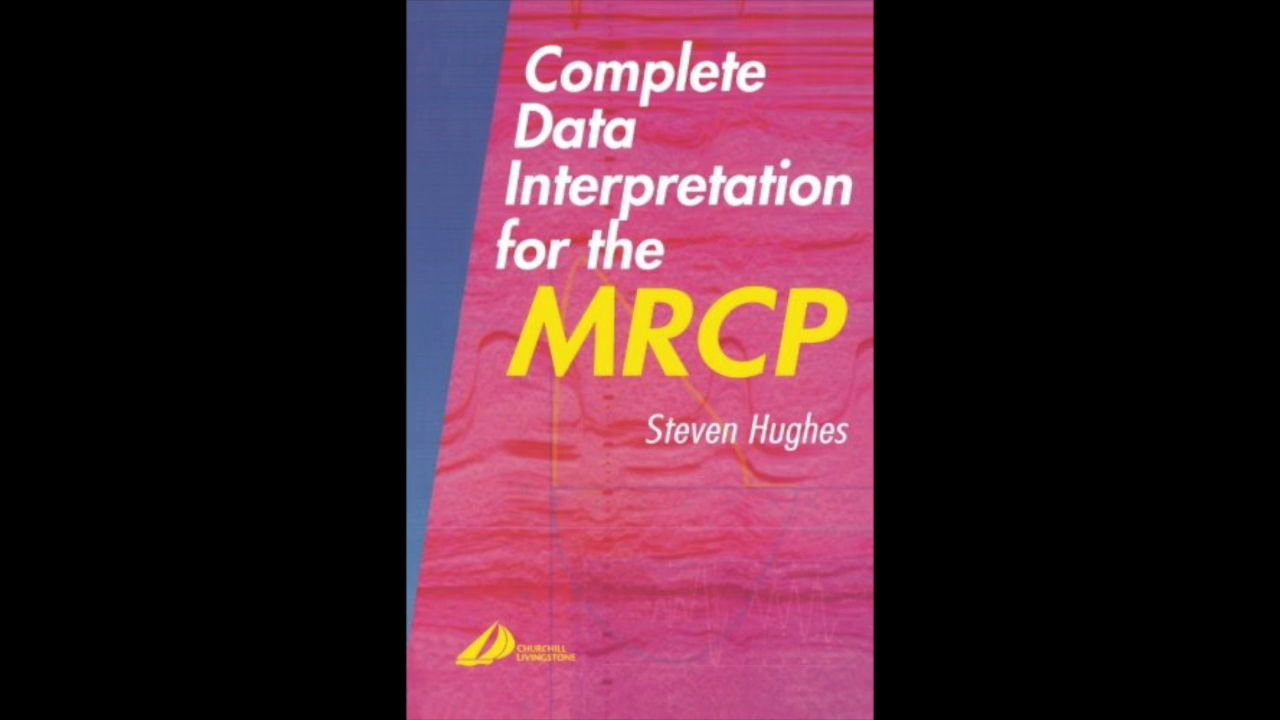 Complete
Data
Interpretation
for the
MRCP
Steven Hughes
CHURCHILL
LIVINGSTONE